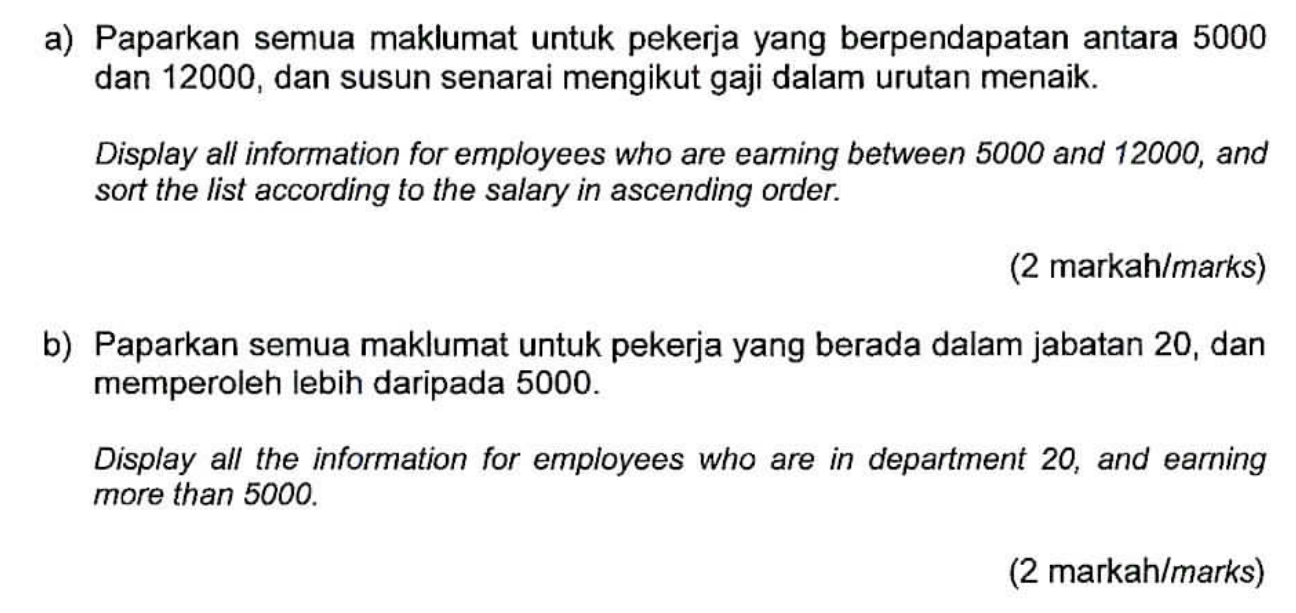 a) Paparkan semua maklumat untuk pekerja yang berpendapatan antara 5000
dan 12000, dan susun senarai mengikut gaji dalam urutan menaik.
Display all information for employees who are earning between 5000 and 12000, and
sort the list according to the salary in ascending order.
(2 markah/marks)
b) Paparkan semua maklumat untuk pekerja yang berada dalam jabatan 20, dan
memperoleh lebih daripada 5000.
Display all the information for employees who are in department 20, and earning
more than 5000.
(2 markah/marks)